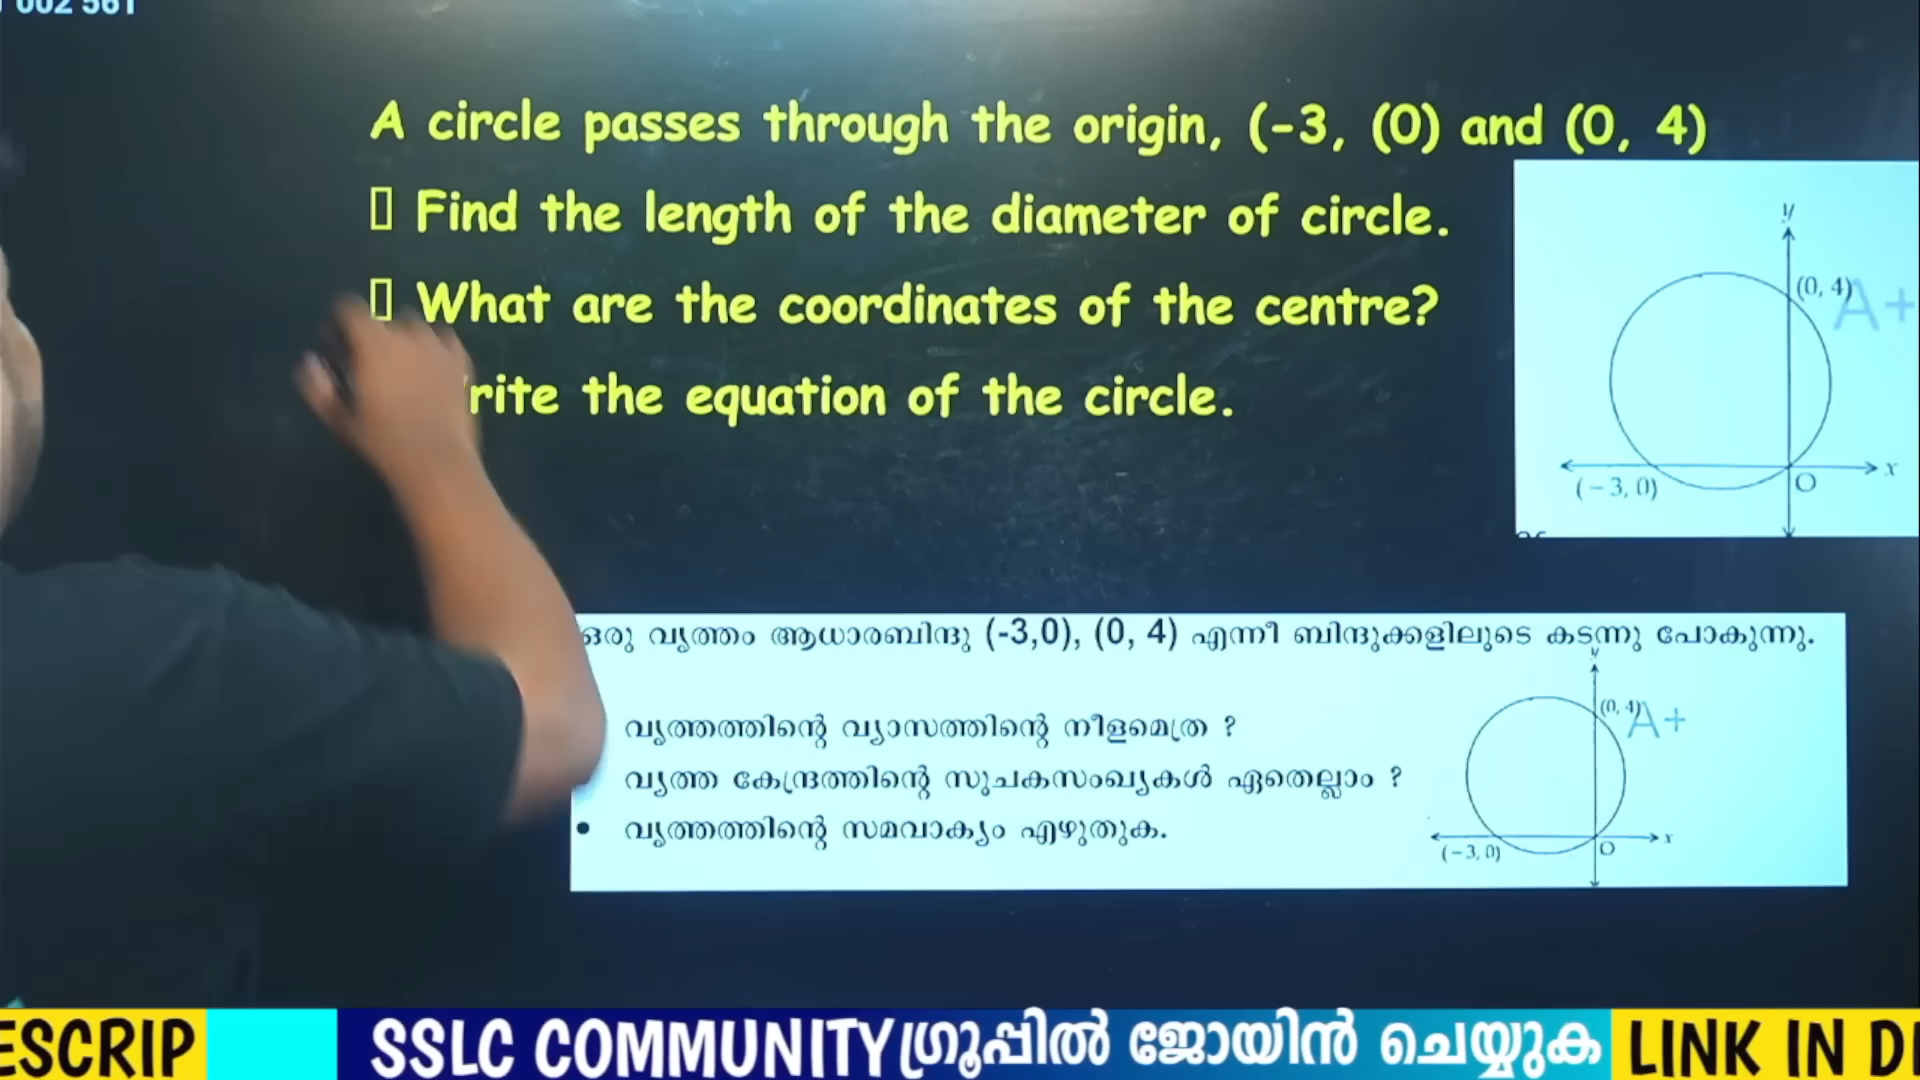 002 561
A circle passes through the origin, (-3, (0) and (0, 4)
Find the length of the diameter of circle.
What are the coordinates of the centre?
rite the equation of the circle.
y
(0, 4)
A+
x
(-3, 0)
O
ഒരു വൃത്തം ആധാരബിന്ദു (-3,0), (0, 4) എന്നീ ബിന്ദുക്കളിലൂടെ കടന്നു പോകുന്നു.
വൃത്തത്തിന്റെ വ്യാസത്തിന്റെ നീളമെത്ര ?
വൃത്ത കേന്ദ്രത്തിന്റെ സൂചകസംഖ്യകൾ ഏതെല്ലാം ?
• വൃത്തത്തിന്റെ സമവാക്യം എഴുതുക.
y
(0, 4)
A+
x
(-3, 0)
O
ESCRIP SSLC COMMUNITY ഗ്രൂപ്പിൽ ജോയിൻ ചെയ്യുക LINK IN D